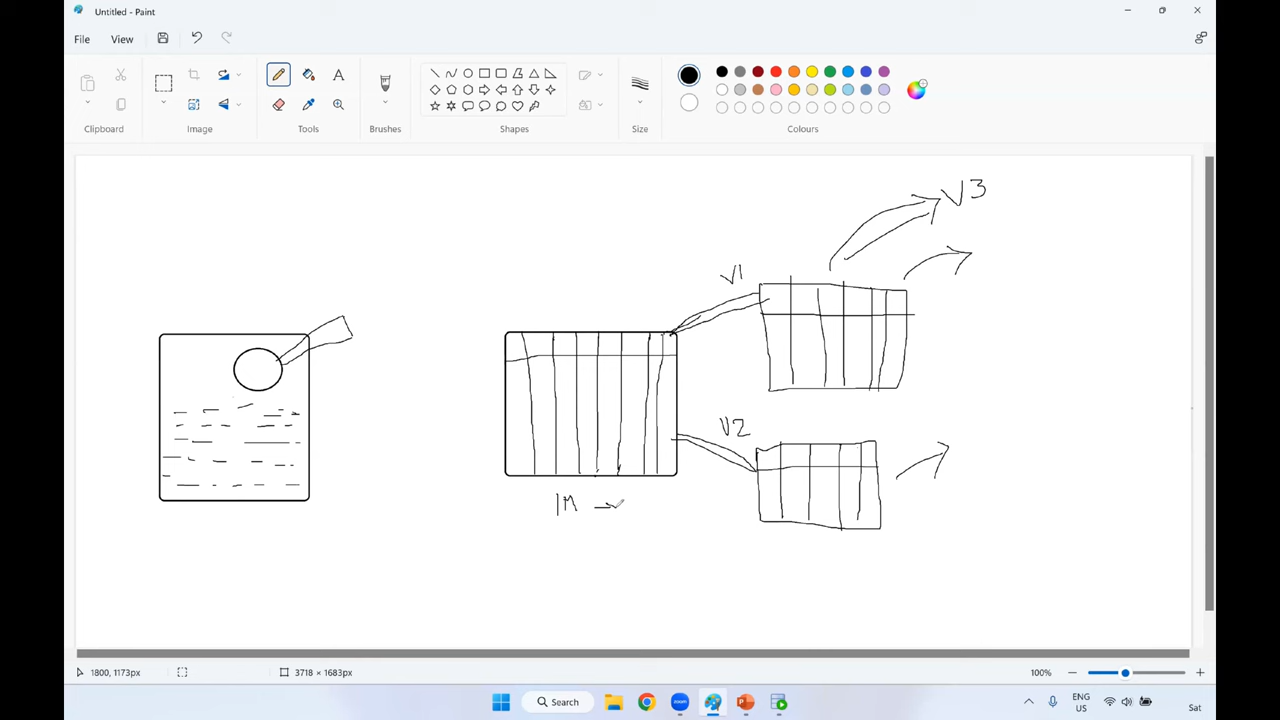 Untitled - Paint
File View
Clipboard
Image
Tools
Brushes
Shapes
Size
Colours
V3
V1
V2
1M
1800, 1173px
3718 × 1683px
100%
Search
zoom
ENG
US
Sat